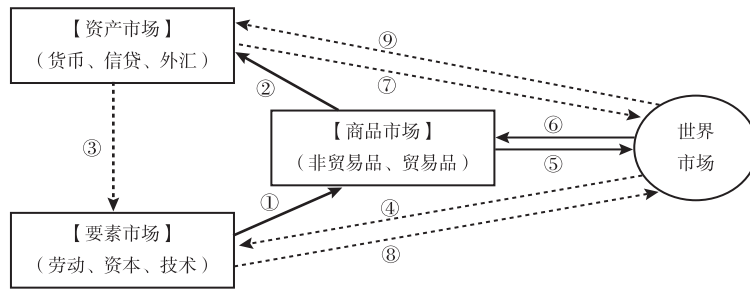 【资产市场】
（货币、信贷、外汇）
⑨
⑦
②
【商品市场】
（非贸易品、贸易品）
⑥
⑤
世界
市场
③
①
④
【要素市场】
（劳动、资本、技术）
⑧